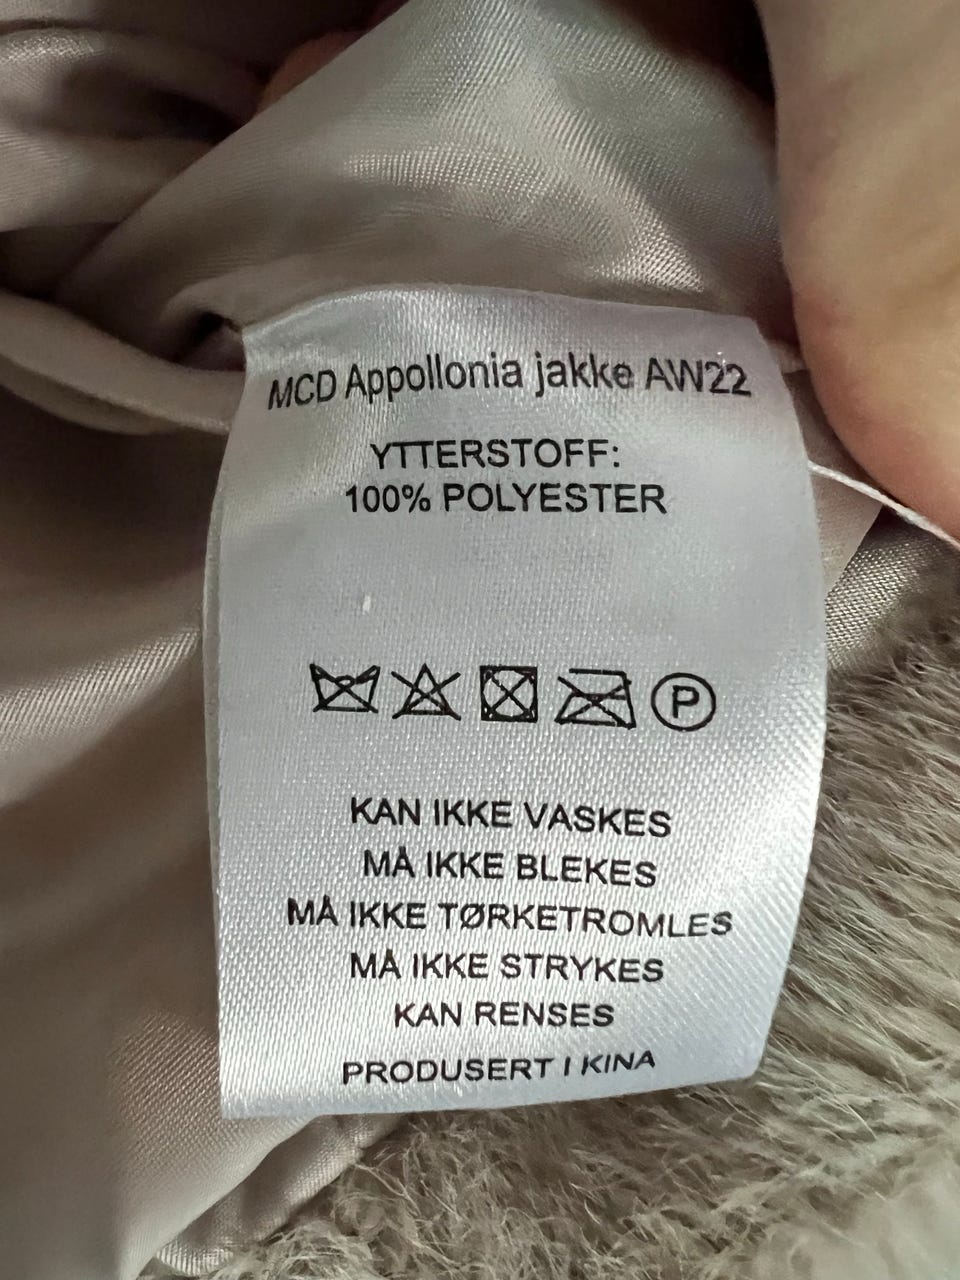 MCD Appollonia jakke AW22
YTTERSTOFF:
100% POLYESTER
P
KAN IKKE VASKES
MÅ IKKE BLEKES
MÅ IKKE TØRKETROMLES
MÅ IKKE STRYKES
KAN RENSES
PRODUSERT I KINA